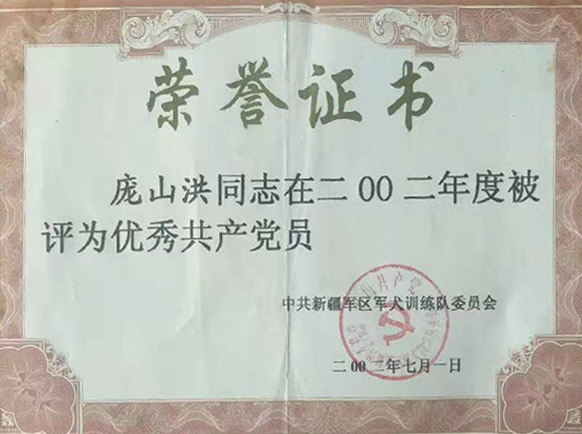 荣誉证书
庞山洪同志在二00二年度被
评为优秀共产党员
中共新疆军区军犬训练队委员会
二00 年七月一日